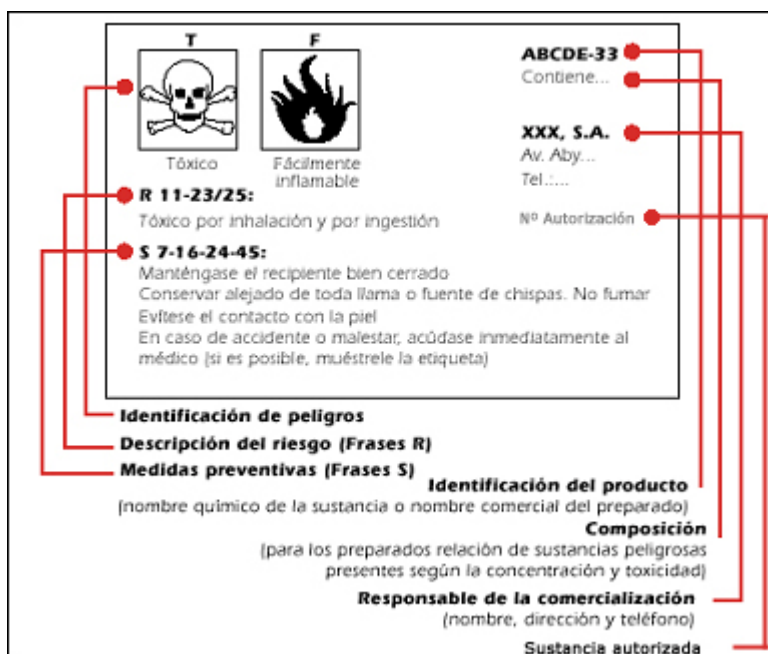 T F
ABCDE-33
Contiene...
XXX, S.A.
Av. Aby...
Tel.:...
Nº Autorización
Tóxico
Fácilmente
inflamable
R 11-23/25:
Tóxico por inhalación y por ingestión
S 7-16-24-45:
Manténgase el recipiente bien cerrado
Conservar alejado de toda llama o fuente de chispas. No fumar
Evítese el contacto con la piel
En caso de accidente o malestar, acúdase inmediatamente al
médico (si es posible, muéstrele la etiqueta)
Identificación de peligros
Descripción del riesgo (Frases R)
Medidas preventivas (Frases S)
Identificación del producto
(nombre químico de la sustancia o nombre comercial del preparado)
Composición
(para los preparados relación de sustancias peligrosas
presentes según la concentración y toxicidad)
Responsable de la comercialización
(nombre, dirección y teléfono)
Sustancia autorizada